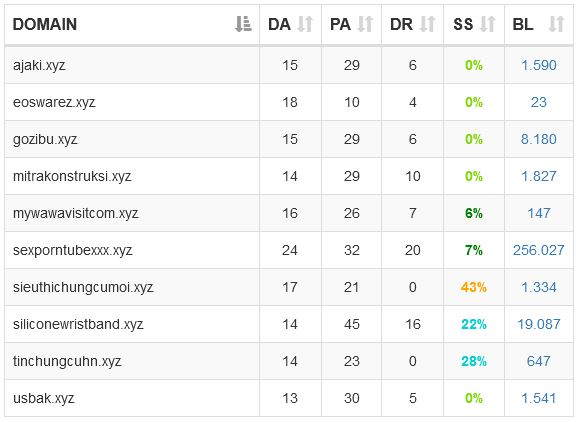 DOMAIN DA PA DR SS BL
ajaki.xyz 15 29 6 0% 1.590
eoswarez.xyz 18 10 4 0% 23
gozibu.xyz 15 29 6 0% 8.180
mitrakonstruksi.xyz 14 29 10 0% 1.827
mywawavisitcom.xyz 16 26 7 6% 147
sexporntubexxx.xyz 24 32 20 7% 256.027
sieuthichungcumoi.xyz 17 21 0 43% 1.334
siliconewristband.xyz 14 45 16 22% 19.087
tinchungcuhn.xyz 14 23 0 28% 647
usbak.xyz 13 30 5 0% 1.541